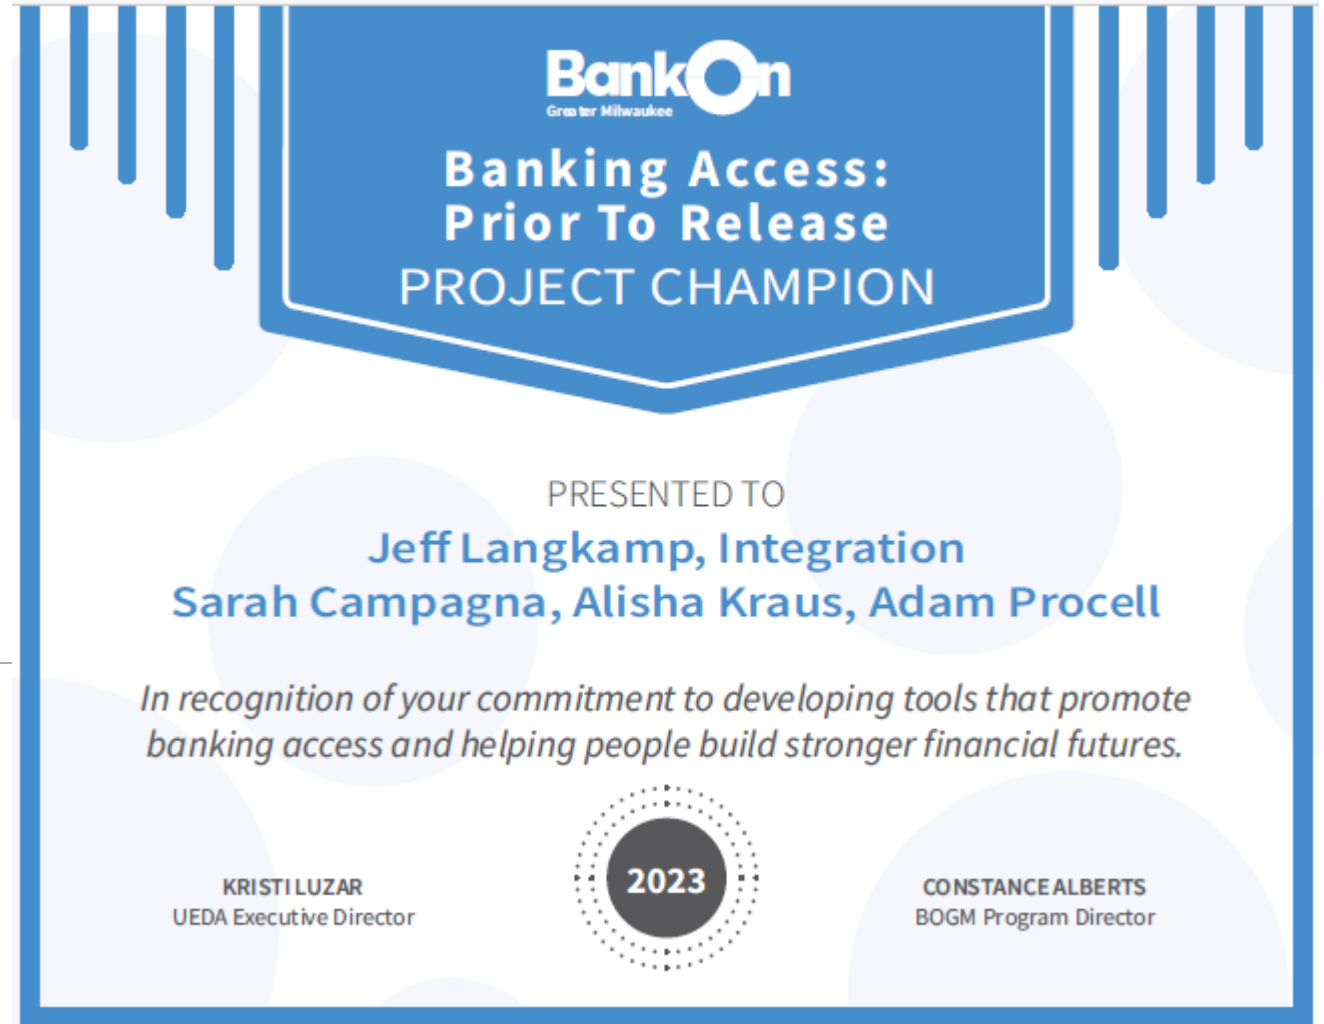 BankOn
Greater Milwaukee
Banking Access:
Prior To Release
PROJECT CHAMPION
PRESENTED TO
Jeff Langkamp, Integration
Sarah Campagna, Alisha Kraus, Adam Procell
In recognition of your commitment to developing tools that promote
banking access and helping people build stronger financial futures.
2023
KRISTI LUZAR
UEDA Executive Director
CONSTANCE ALBERTS
BOGM Program Director